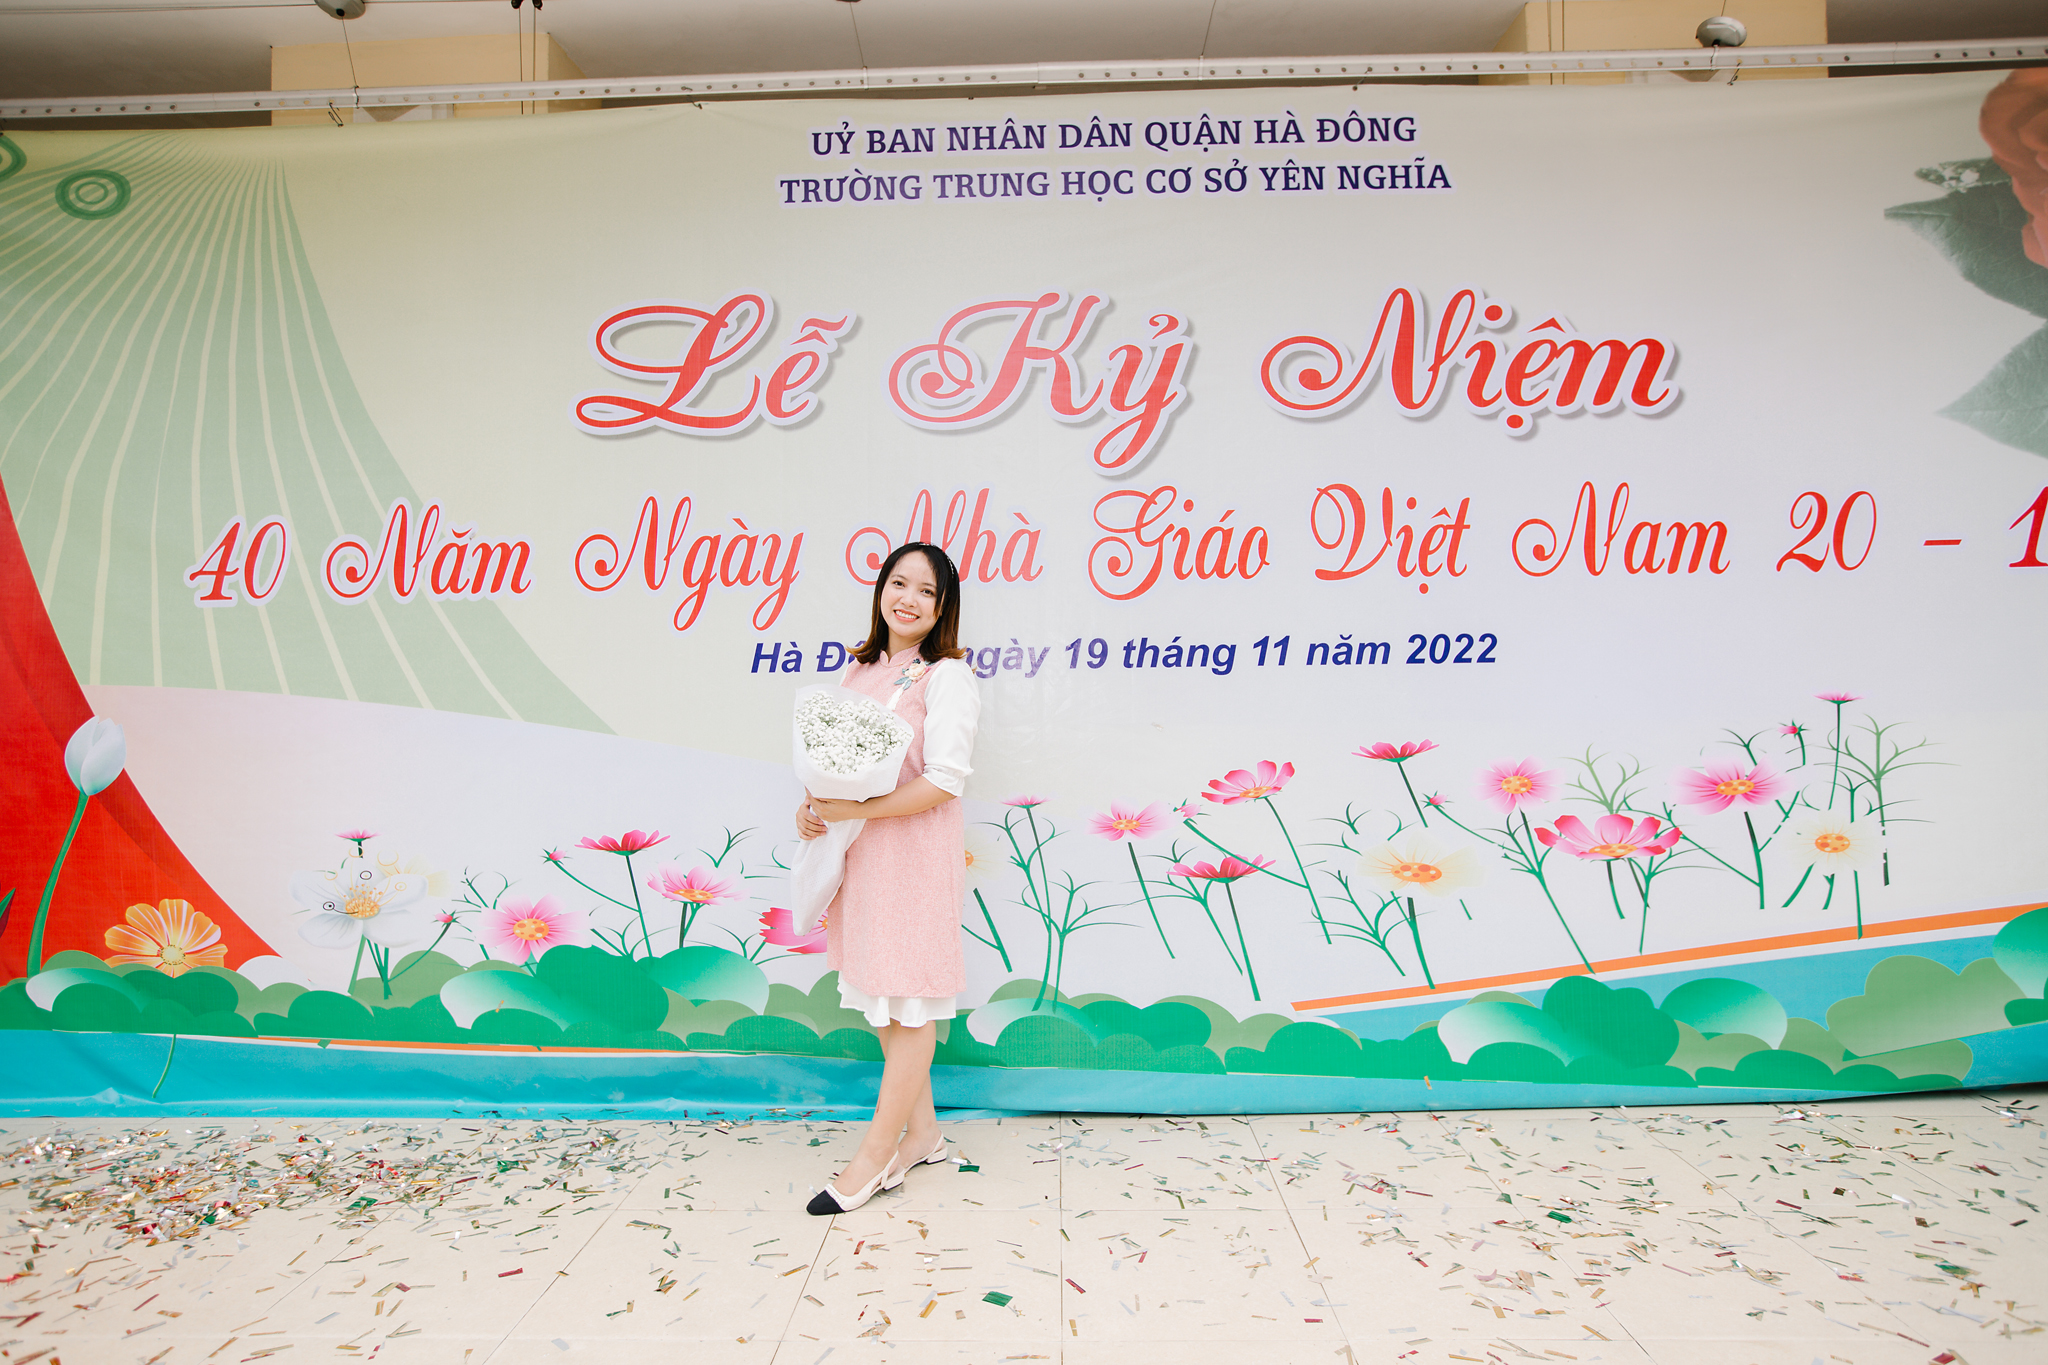 UỶ BAN NHÂN DÂN QUẬN HÀ ĐÔNG
TRƯỜNG TRUNG HỌC CƠ SỞ YÊN NGHĨA
Lễ Kỷ Niệm
40 Năm Ngày Nhà Giáo Việt Nam 20 - 1
Hà ngày 19 tháng 11 năm 2022